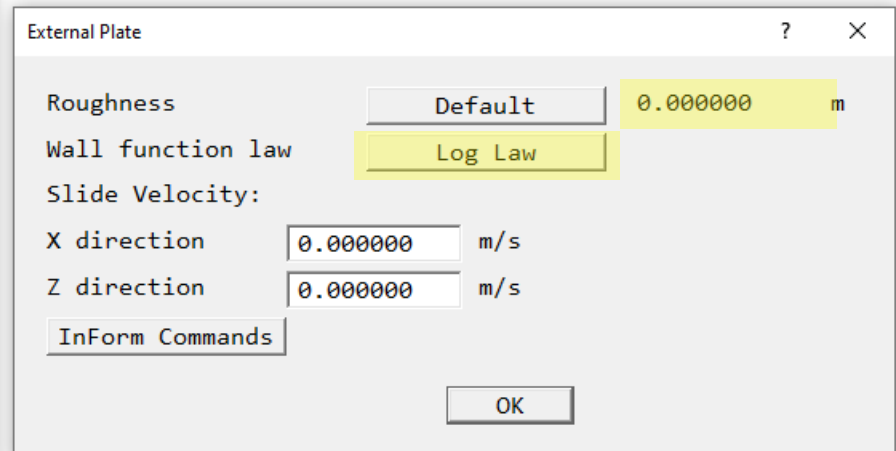 External Plate ? ×
Roughness Default 0.000000 m
Wall function law Log Law
Slide Velocity:
X direction 0.000000 m/s
Z direction 0.000000 m/s
InForm Commands
OK